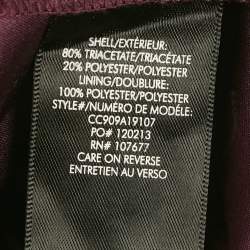 SHELL/EXTÉRIEUR:
80% TRIACETATE/TRIACÉTATE
20% POLYESTER/POLYESTER
LINING/DOUBLURE:
100% POLYESTER/POLYESTER
STYLE#/NUMÉRO DE MODÈLE:
CC909A19107
PO# 120213
RN# 107677
CARE ON REVERSE
ENTRETIEN AU VERSO